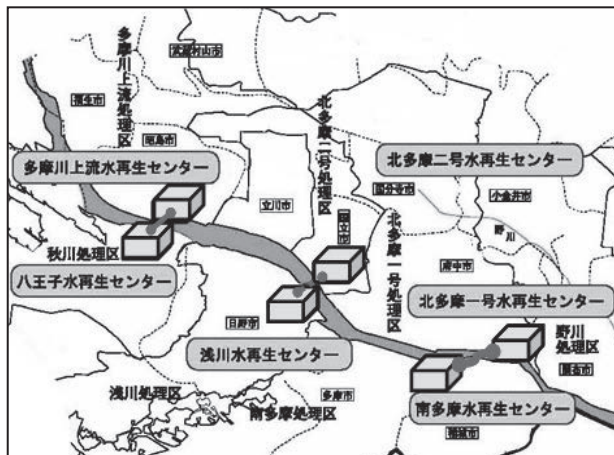 武蔵村山市
多摩川上流処理区
福生市
昭島市
北多摩二号処理区
多摩川上流水再生センター
北多摩二号水再生センター
立川市
国分寺市
小金井市
国立市
野川
北多摩一号処理区
秋川処理区
府中市
八王子水再生センター
北多摩一号水再生センター
日野市
浅川水再生センター
野川処理区
浅川処理区
多摩市
南多摩処理区
南多摩水再生センター
稲城市